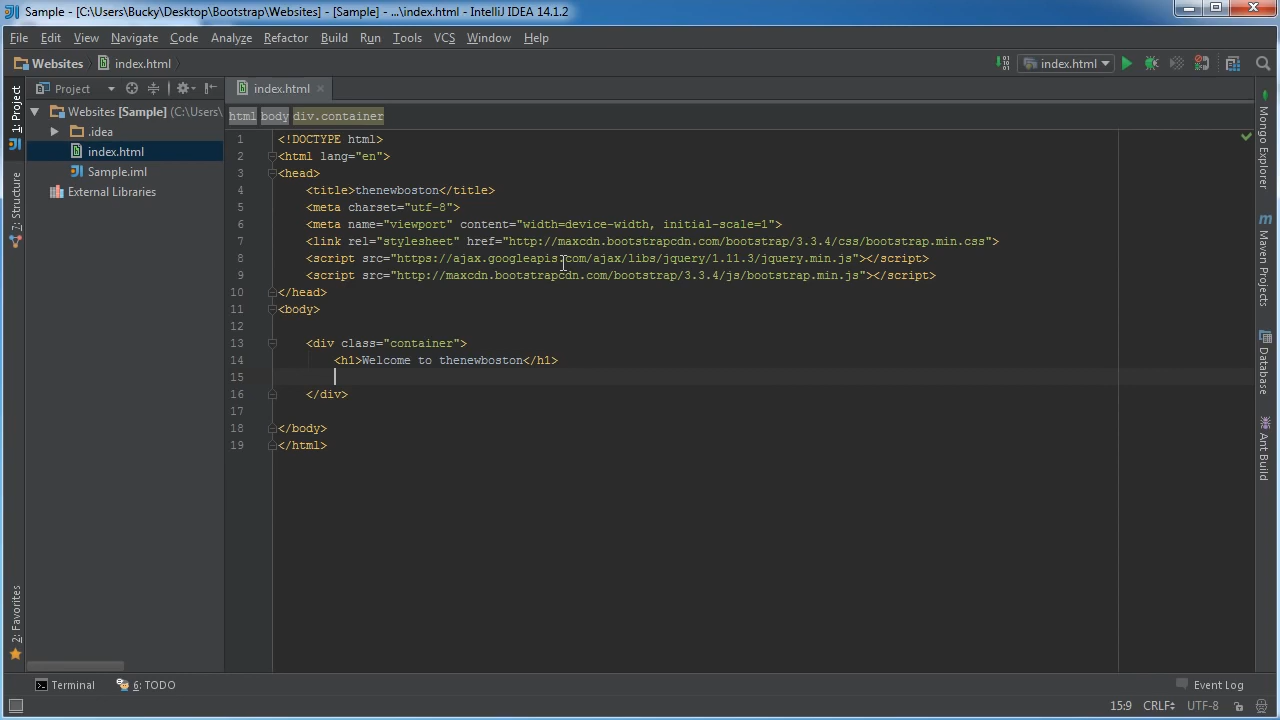 Sample - [C:\Users\Bucky\Desktop\Bootstrap\Websites] - [Sample] - ...\index.html - IntelliJ IDEA 14.1.2
File Edit View Navigate Code Analyze Refactor Build Run Tools VCS Window Help
Websites index.html index.html
Project index.html
Websites [Sample] (C:\Users\
.idea
index.html
Sample.iml
External Libraries
1: Project
7: Structure
2: Favorites
html body div.container
1 <!DOCTYPE html>
2 <html lang="en">
3 <head>
4 <title>thenewboston</title>
5 <meta charset="utf-8">
6 <meta name="viewport" content="width=device-width, initial-scale=1">
7 <link rel="stylesheet" href="http://maxcdn.bootstrapcdn.com/bootstrap/3.3.4/css/bootstrap.min.css">
8 <script src="https://ajax.googleapis.com/ajax/libs/jquery/1.11.3/jquery.min.js"></script>
9 <script src="http://maxcdn.bootstrapcdn.com/bootstrap/3.3.4/js/bootstrap.min.js"></script>
10 </head>
11 <body>
12
13 <div class="container">
14 <h1>Welcome to thenewboston</h1>
15
16 </div>
17
18 </body>
19 </html>
Mongo Explorer
Maven Projects
Database
Ant Build
Terminal 6: TODO Event Log
15:9 CRLF UTF-8